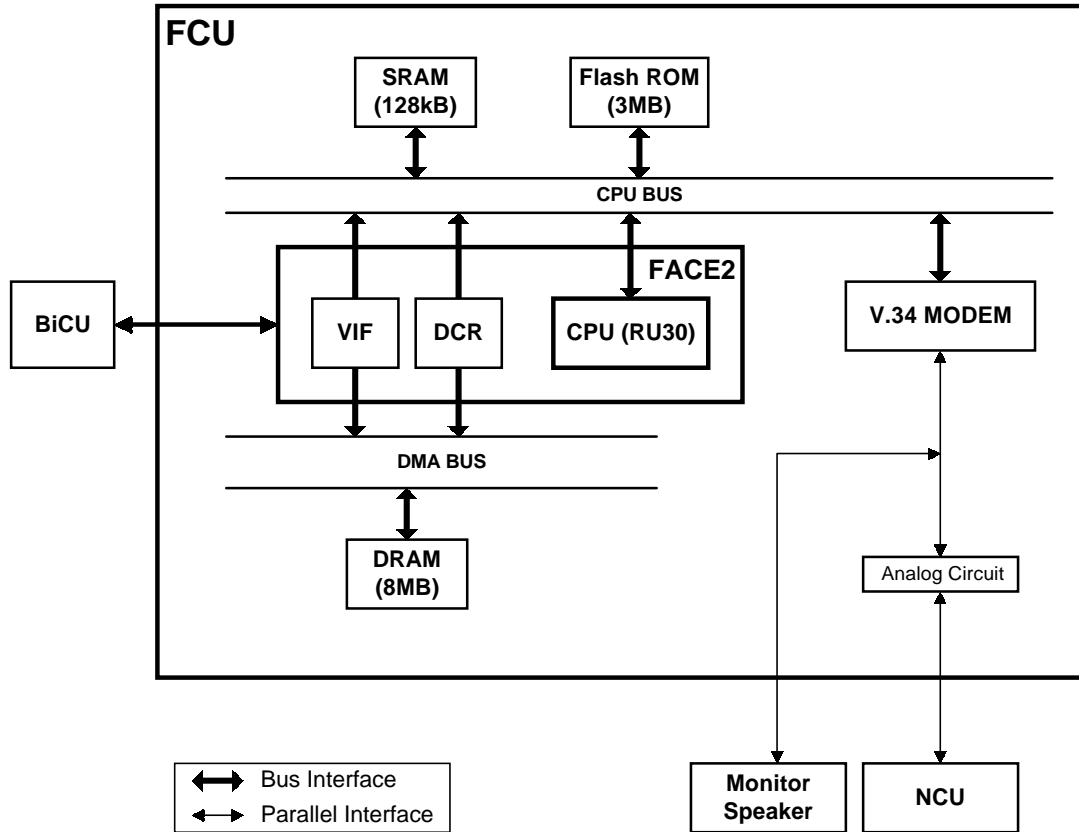 FCU
SRAM
(128kB)
Flash ROM
(3MB)
CPU BUS
FACE2
BiCU
VIF
DCR
CPU (RU30)
V.34 MODEM
DMA BUS
DRAM
(8MB)
Analog Circuit
Bus Interface
Parallel Interface
Monitor
Speaker
NCU